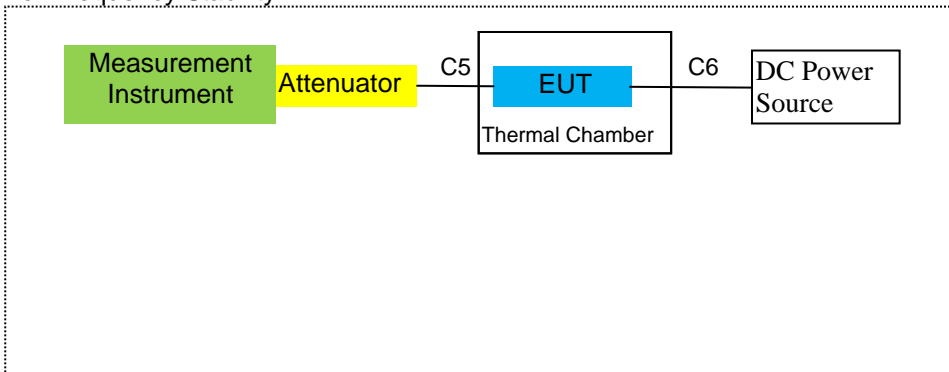 Measurement
Instrument
Attenuator
C5
EUT
Thermal Chamber
C6
DC Power
Source